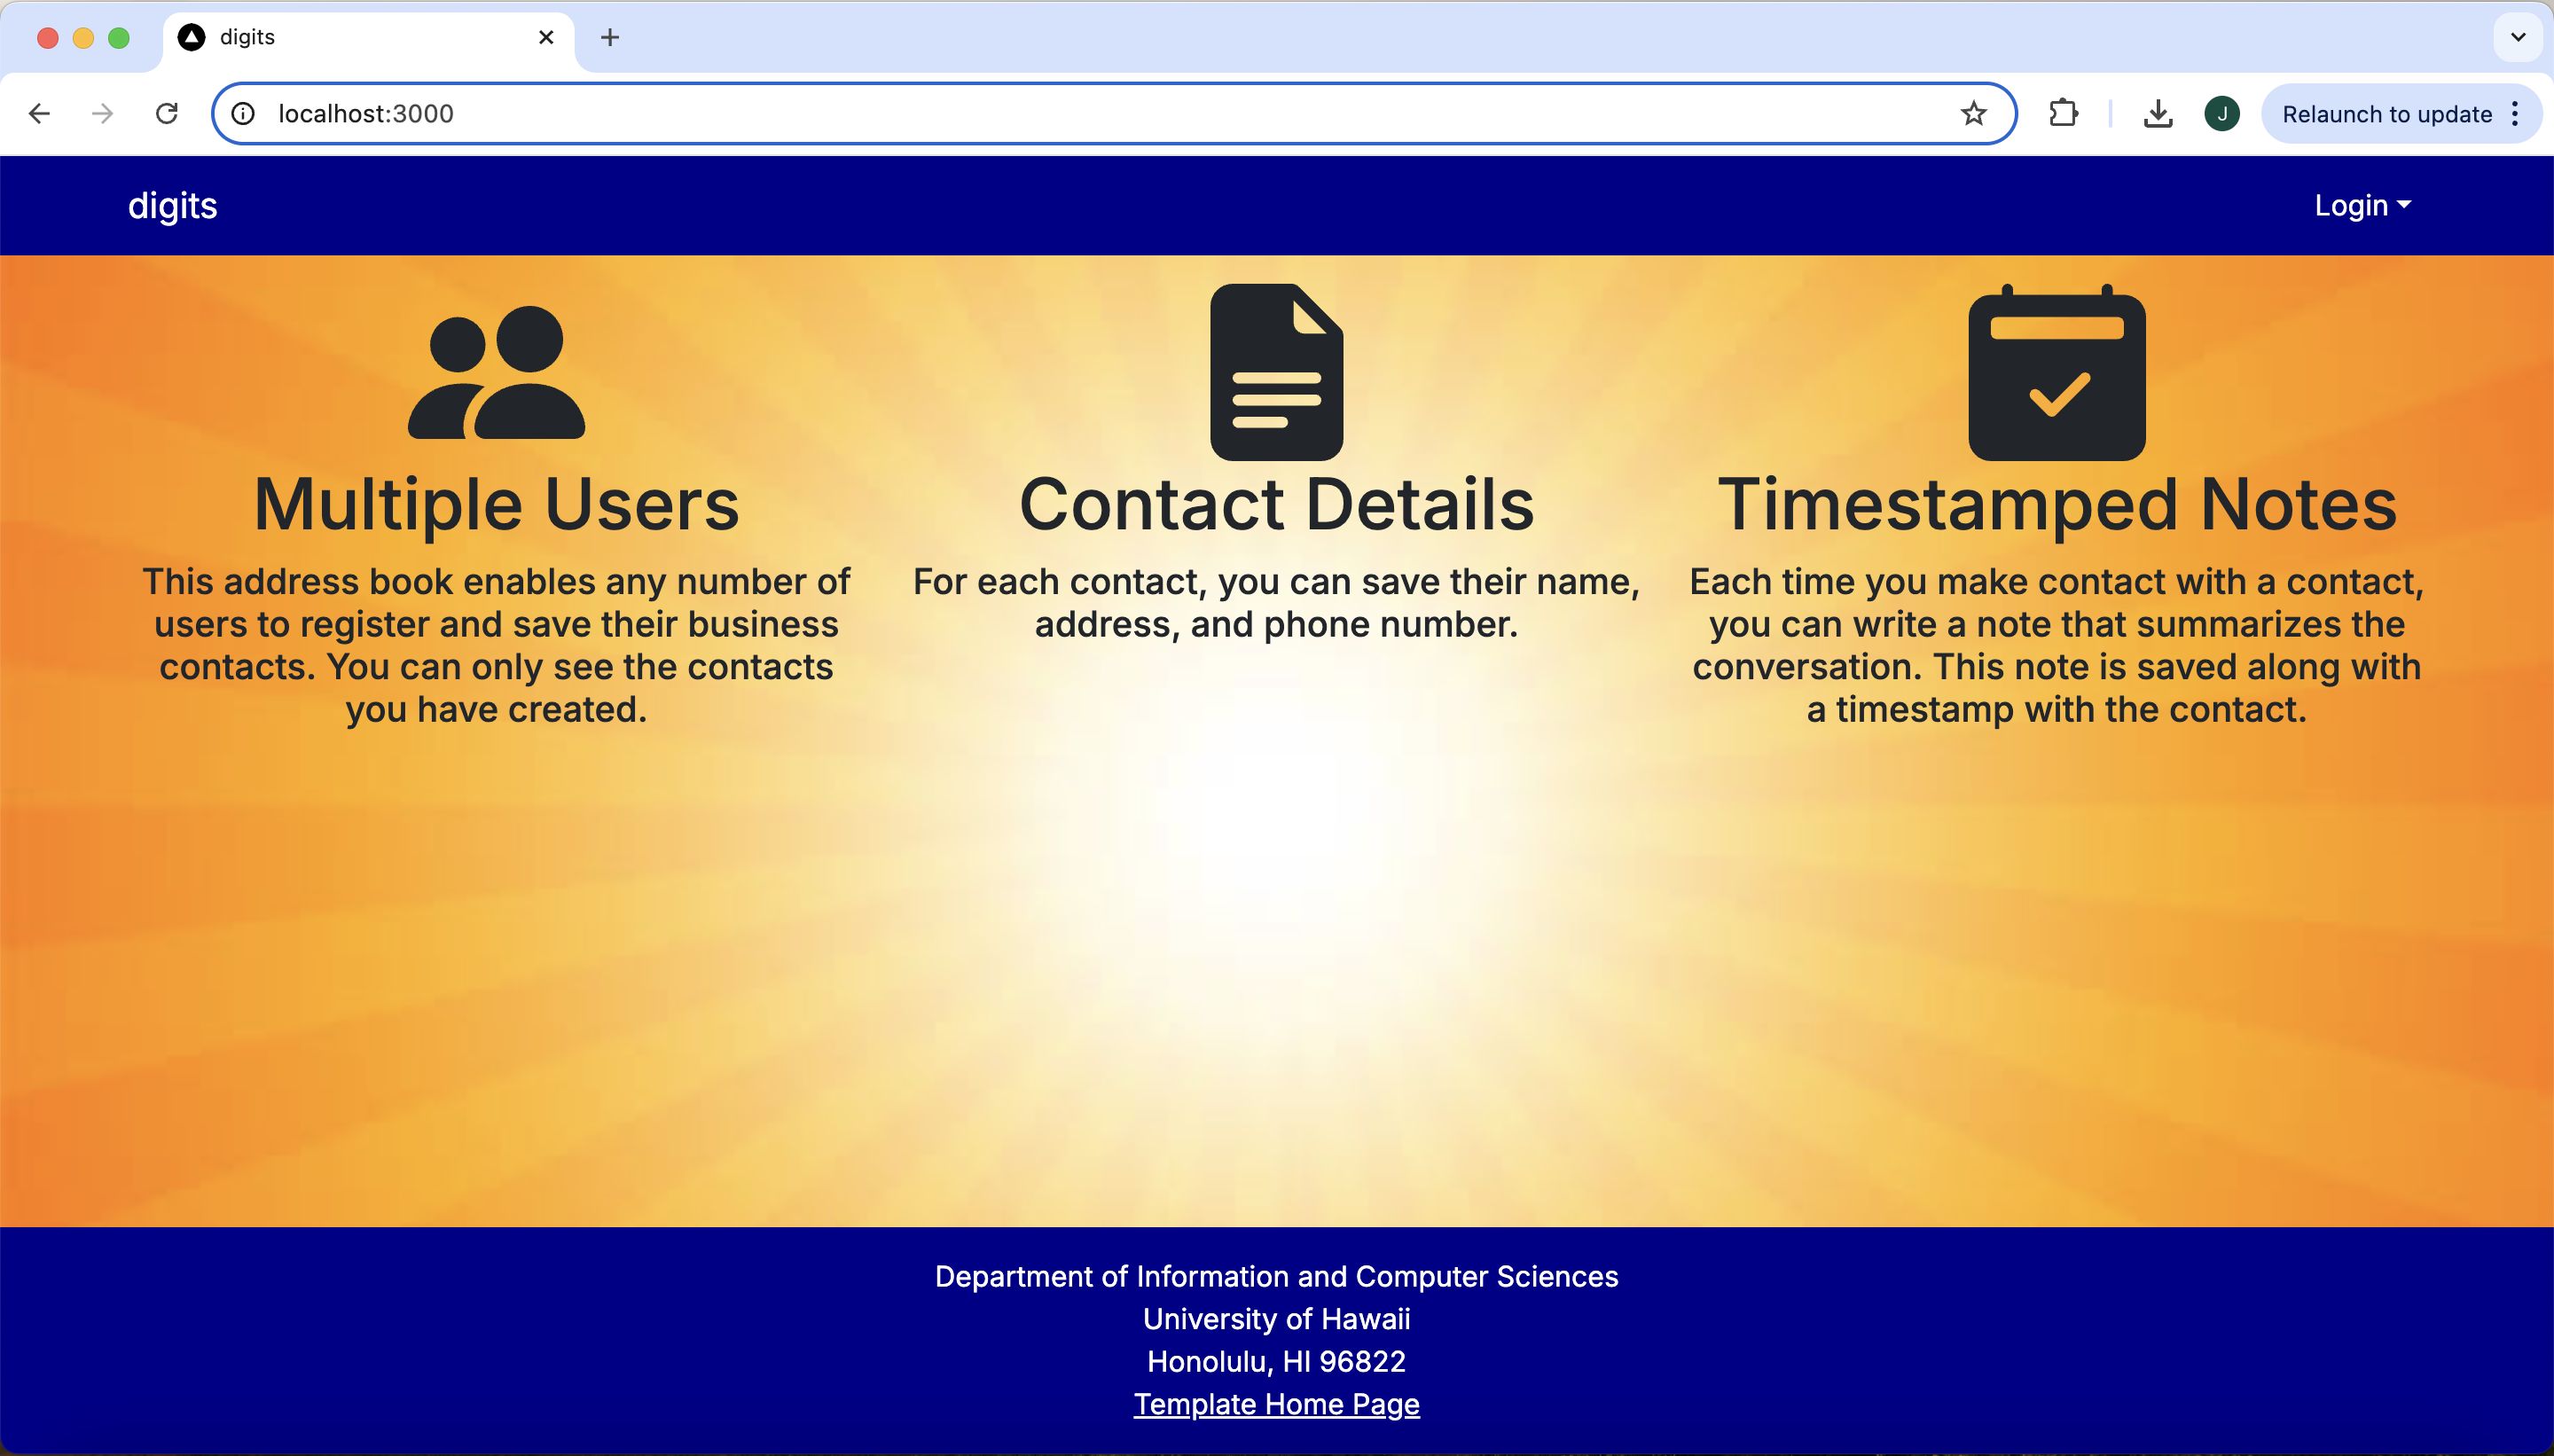 digits
localhost:3000
J
Relaunch to update
digits
Login
Multiple Users
This address book enables any number of
users to register and save their business
contacts. You can only see the contacts
you have created.
Contact Details
For each contact, you can save their name,
address, and phone number.
Timestamped Notes
Each time you make contact with a contact,
you can write a note that summarizes the
conversation. This note is saved along with
a timestamp with the contact.
Department of Information and Computer Sciences
University of Hawaii
Honolulu, HI 96822
Template Home Page